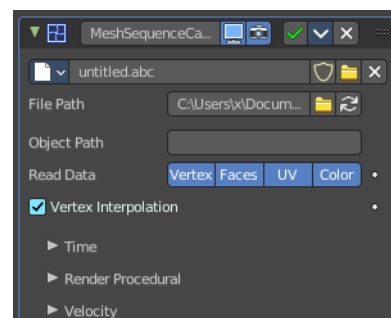 MeshSequenceCa...
untitled.abc
File Path C:\Users\x\Docum...
Object Path
Read Data Vertex Faces UV Color
Vertex Interpolation
Time
Render Procedural
Velocity